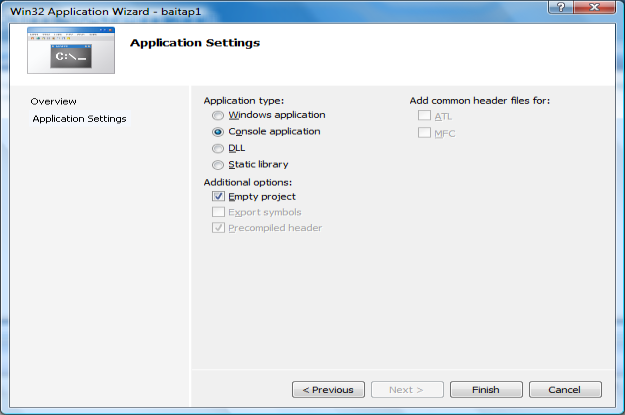 Win32 Application Wizard - baitap1
?
C:\_
Application Settings
Overview
Application Settings
Application type:
Windows application
Console application
DLL
Static library
Additional options:
Empty project
Export symbols
Precompiled header
Add common header files for:
ATL
MFC
< Previous
Next >
Finish
Cancel